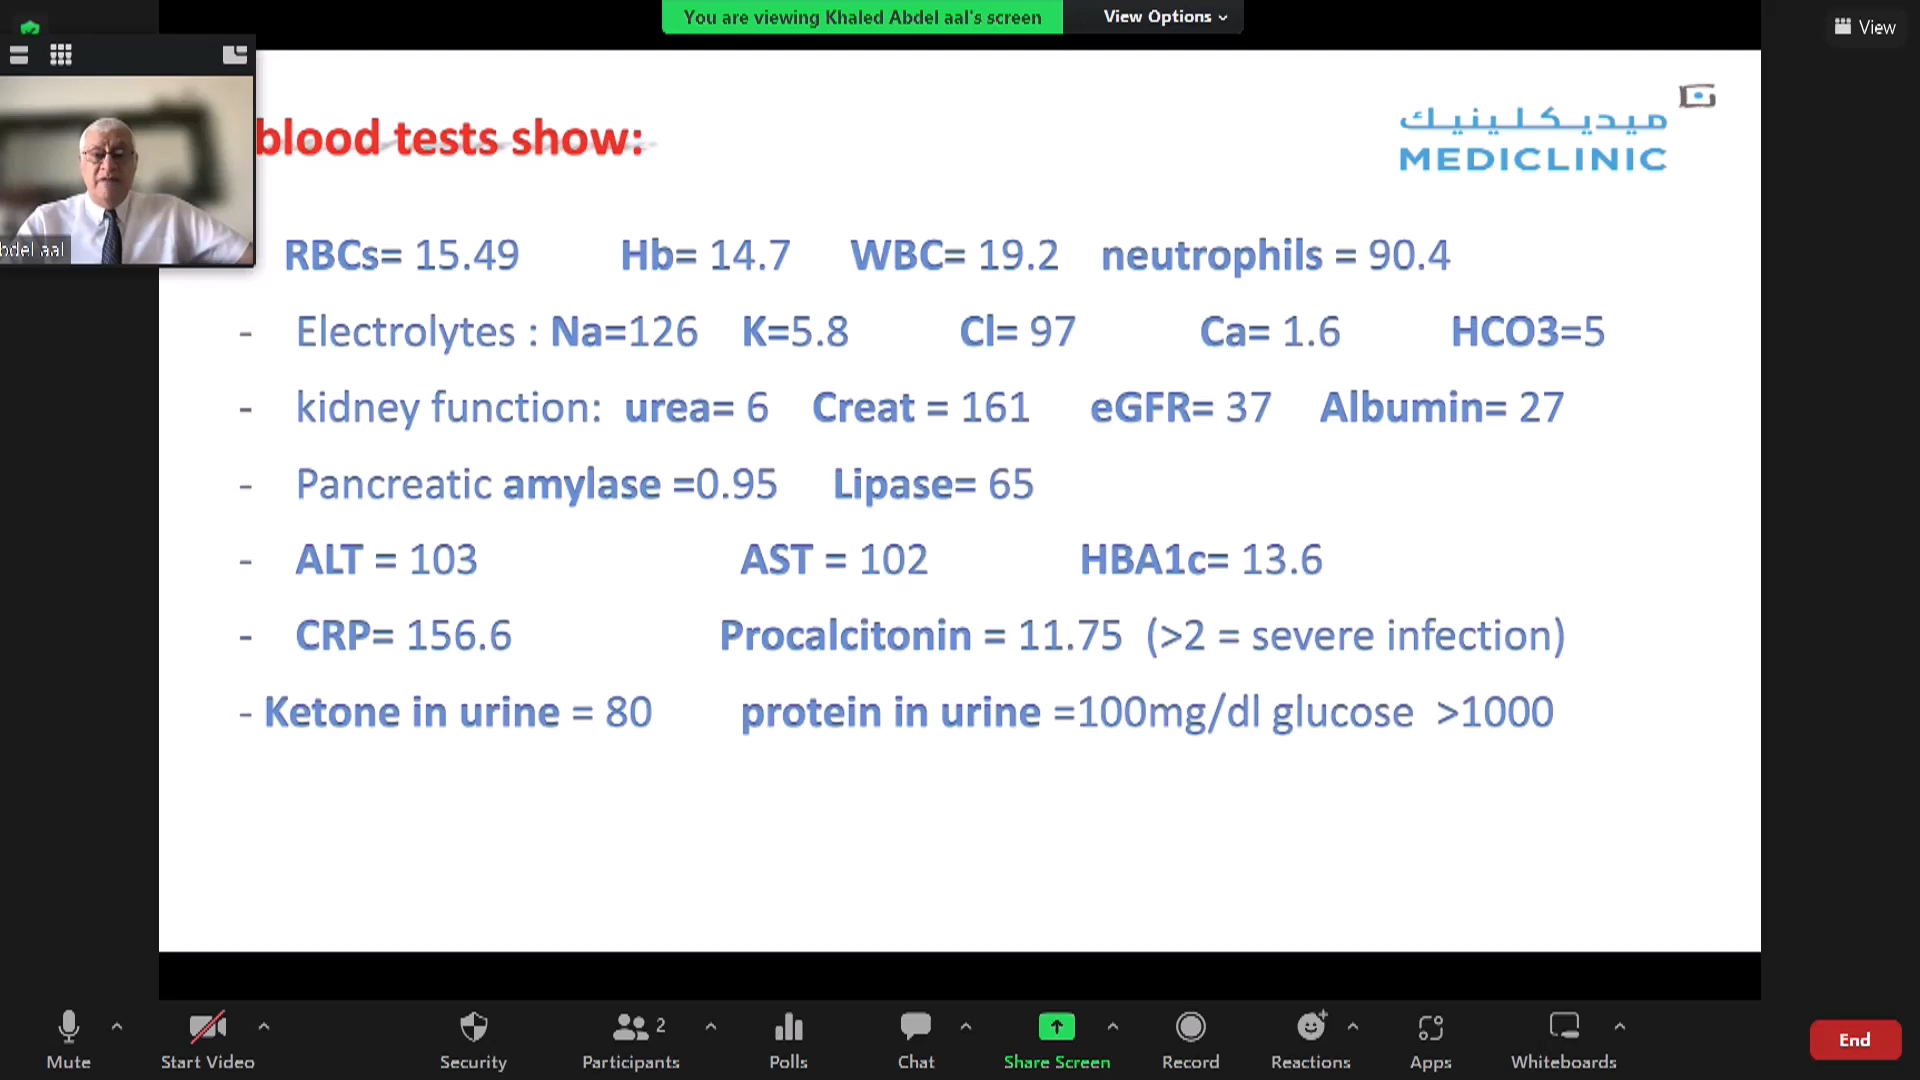 You are viewing Khaled Abdel aal's screen
View Options
View
blood tests show:
ميديكلينيك
MEDICLINIC
bdel aal
RBCs= 15.49 Hb= 14.7 WBC= 19.2 neutrophils = 90.4
- Electrolytes : Na=126 K=5.8 Cl= 97 Ca= 1.6 HCO3=5
- kidney function: urea= 6 Creat = 161 eGFR= 37 Albumin= 27
- Pancreatic amylase =0.95 Lipase= 65
- ALT = 103 AST = 102 HBA1c= 13.6
- CRP= 156.6 Procalcitonin = 11.75 (>2 = severe infection)
- Ketone in urine = 80 protein in urine =100mg/dl glucose >1000
2
Mute Start Video Security Participants Polls Chat Share Screen Record Reactions Apps Whiteboards End